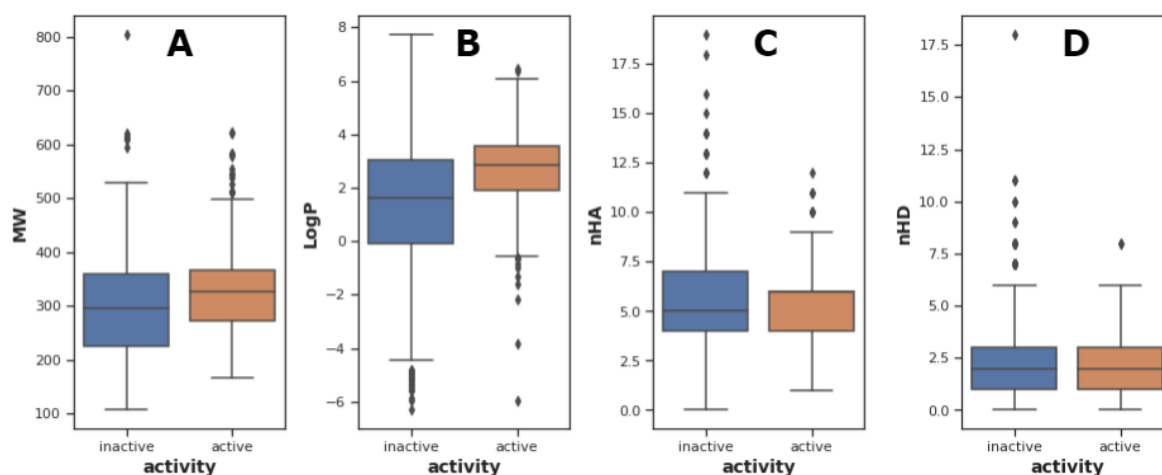 A
B
C
D
MW
800
700
600
500
400
300
200
100
inactive
active
activity
LogP
8
6
4
2
0
−2
−4
−6
inactive
active
activity
nHA
17.5
15.0
12.5
10.0
7.5
5.0
2.5
0.0
inactive
active
activity
nHD
17.5
15.0
12.5
10.0
7.5
5.0
2.5
0.0
inactive
active
activity